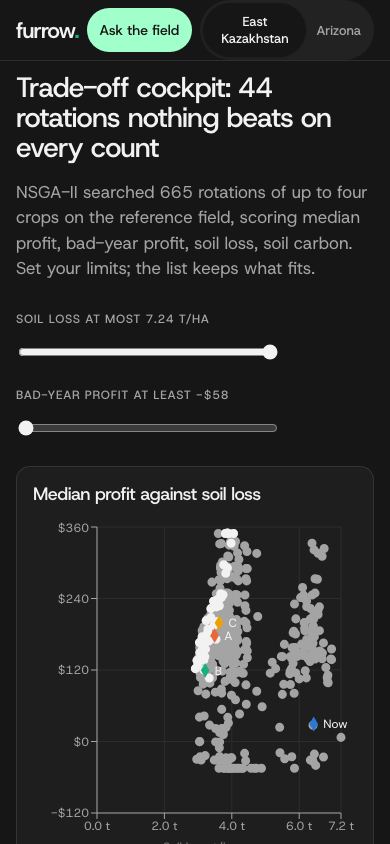 furrow.
Ask the field
East
Kazakhstan
Arizona
Trade-off cockpit: 44
rotations nothing beats on
every count
NSGA-II searched 665 rotations of up to four
crops on the reference field, scoring median
profit, bad-year profit, soil loss, soil carbon.
Set your limits; the list keeps what fits.
SOIL LOSS AT MOST 7.24 T/HA
BAD-YEAR PROFIT AT LEAST -$58
Median profit against soil loss
$360
$240
C
A
$120
B
Now
$0
-$120
0.0 t 2.0 t 4.0 t 6.0 t 7.2 t